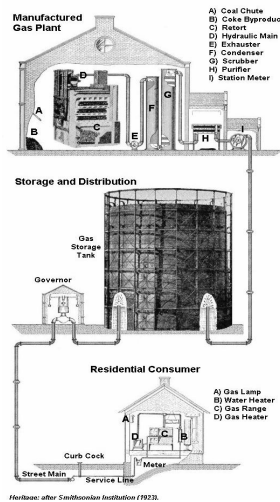 Manufactured
Gas Plant
A) Coal Chute
B) Coke Byproduc
C) Retort
D) Hydraulic Main
E) Exhauster
F) Condenser
G) Scrubber
H) Purifier
I) Station Meter
D
G
A
F
C
B
E
H
I
Storage and Distribution
Gas
Storage
Tank
Governor
Residential Consumer
A) Gas Lamp
B) Water Heater
C) Gas Range
D) Gas Heater
A
D
C
B
Curb Cock
Meter
Street Main
Service Line
Heritage: after Smithsonian Institution (1923).